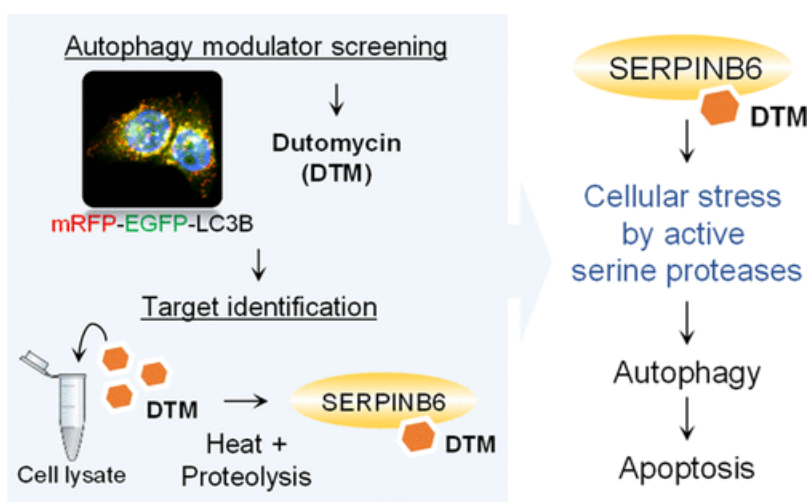 Autophagy modulator screening
Dutomycin
(DTM)
mRFP-EGFP-LC3B
Target identification
DTM
Cell lysate
Heat +
Proteolysis
SERPINB6
DTM
SERPINB6
DTM
Cellular stress
by active
serine proteases
Autophagy
Apoptosis